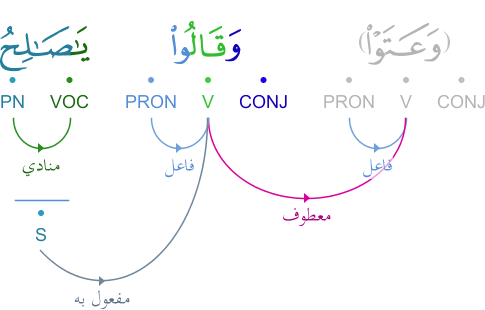 (وَعَتَوْا۟) وَقَالُوا۟ يَـٰصَـٰلِحُ
PN VOC PRON V CONJ PRON V CONJ
منادي فاعل فاعل
معطوف
S
مفعول به